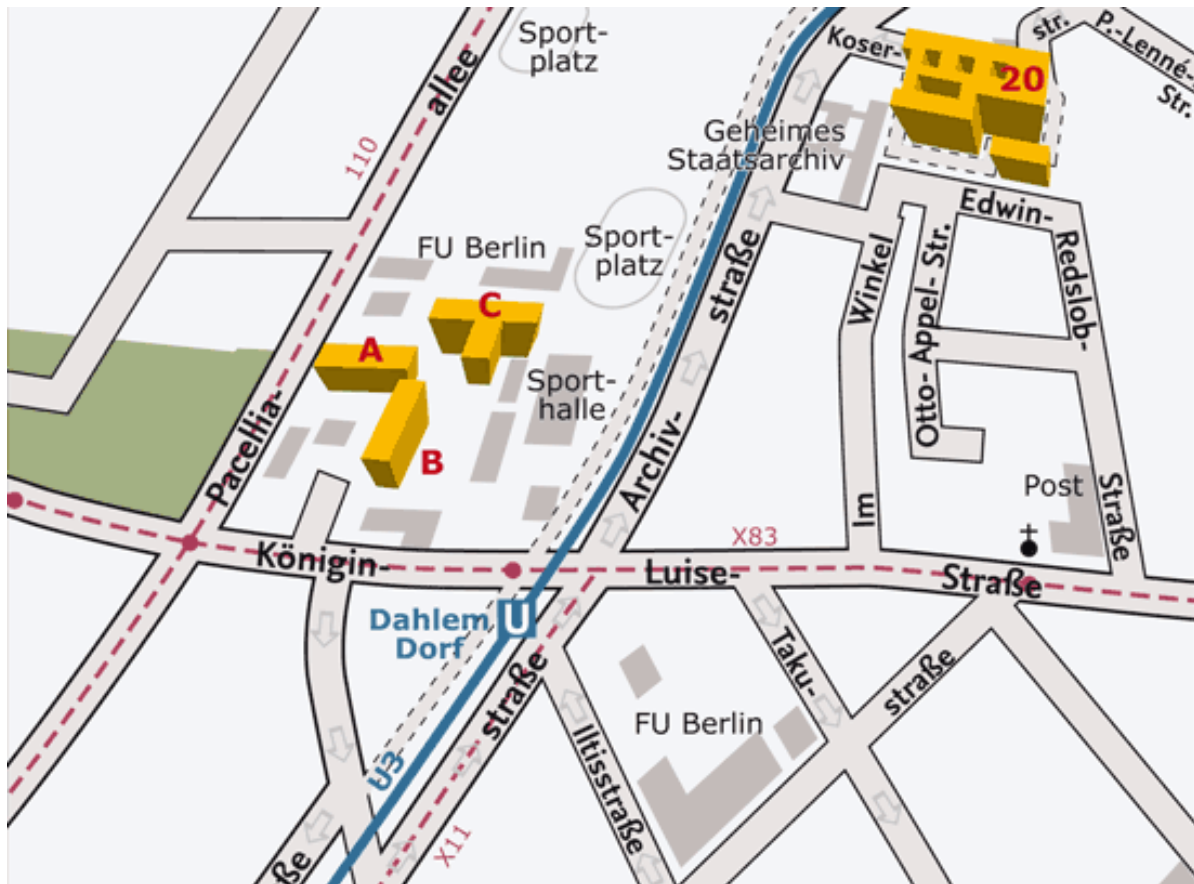 Sport-
platz
allee
110
Koser-
str.
P.-Lenné-
Str.
20
Geheimes
Staatsarchiv
Edwin-
Redslob-
Straße
FU Berlin
Sport-
platz
straße
Archiv-
Im
Winkel
Otto-
Appel-
Str.
C
A
B
Sport-
halle
Pacellia-
Post
X83
Königin-
Luise-
Straße
Dahlem
Dorf
U
straße
Taku-
straße
FU Berlin
Iltisstraße
U3
X11
ße